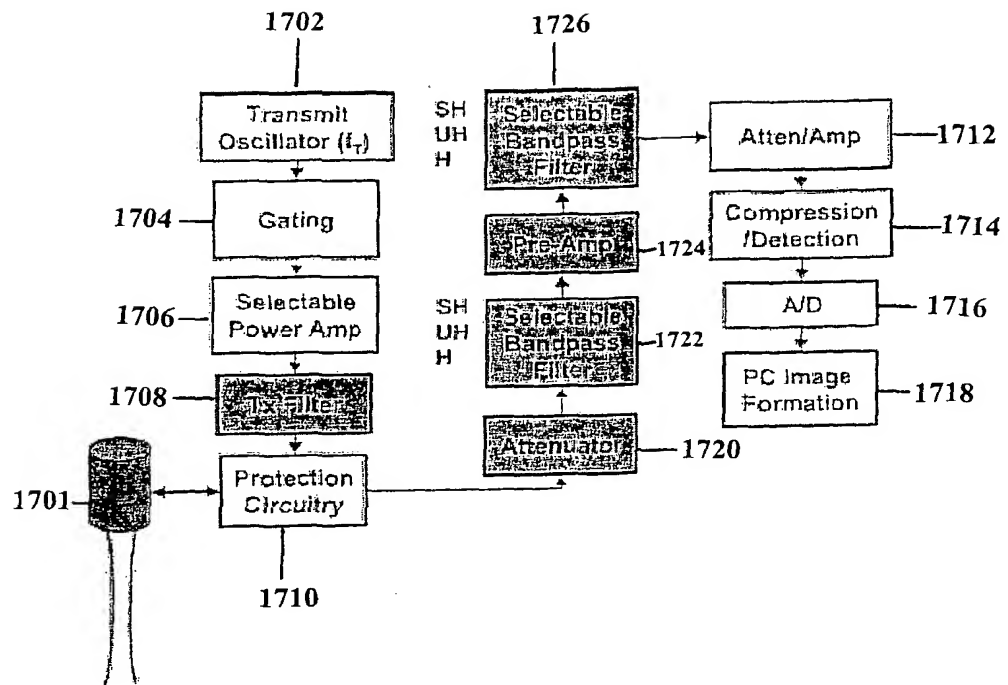 1702
Transmit
Oscillator (fT)
1704
Gating
1706
Selectable
Power Amp
1708
Tx Filter
1701
Protection
Circuitry
1710
1726
SH
UH
H
Selectable
Bandpass
Filter
Pre-Amp
1724
SH
UH
H
Selectable
Bandpass
Filter
1722
Attenuator
1720
Atten/Amp
1712
Compression
/Detection
1714
A/D
1716
PC Image
Formation
1718